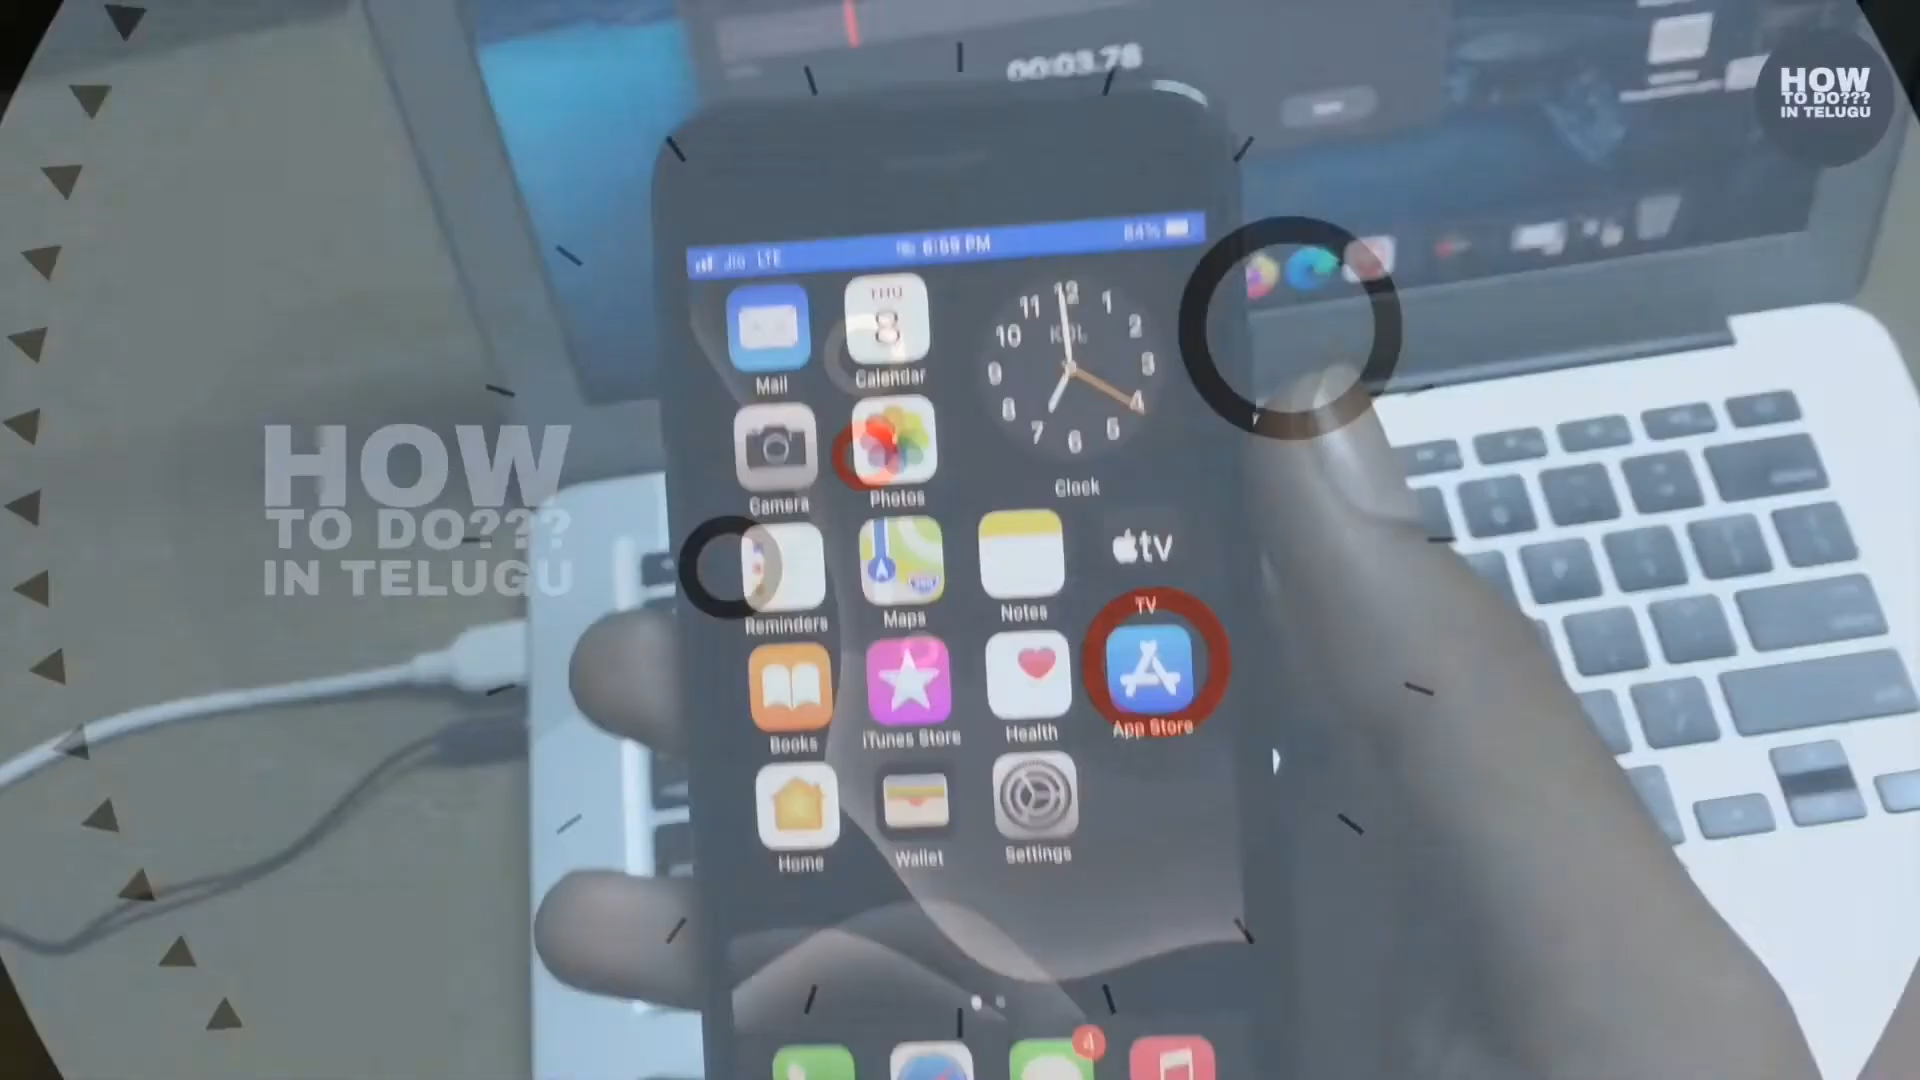 00:03.78
HOW
TO DO???
IN TELUGU
Jio LTE
6:59 PM
84%
THU
8
Mail
Calendar
12
11
1
10
2
9
3
8
4
7
5
6
Clock
Camera
Photos
HOW
TO DO???
IN TELUGU
tv
Reminders
Maps
Notes
TV
Books
iTunes Store
Health
App Store
Home
Wallet
Settings
4